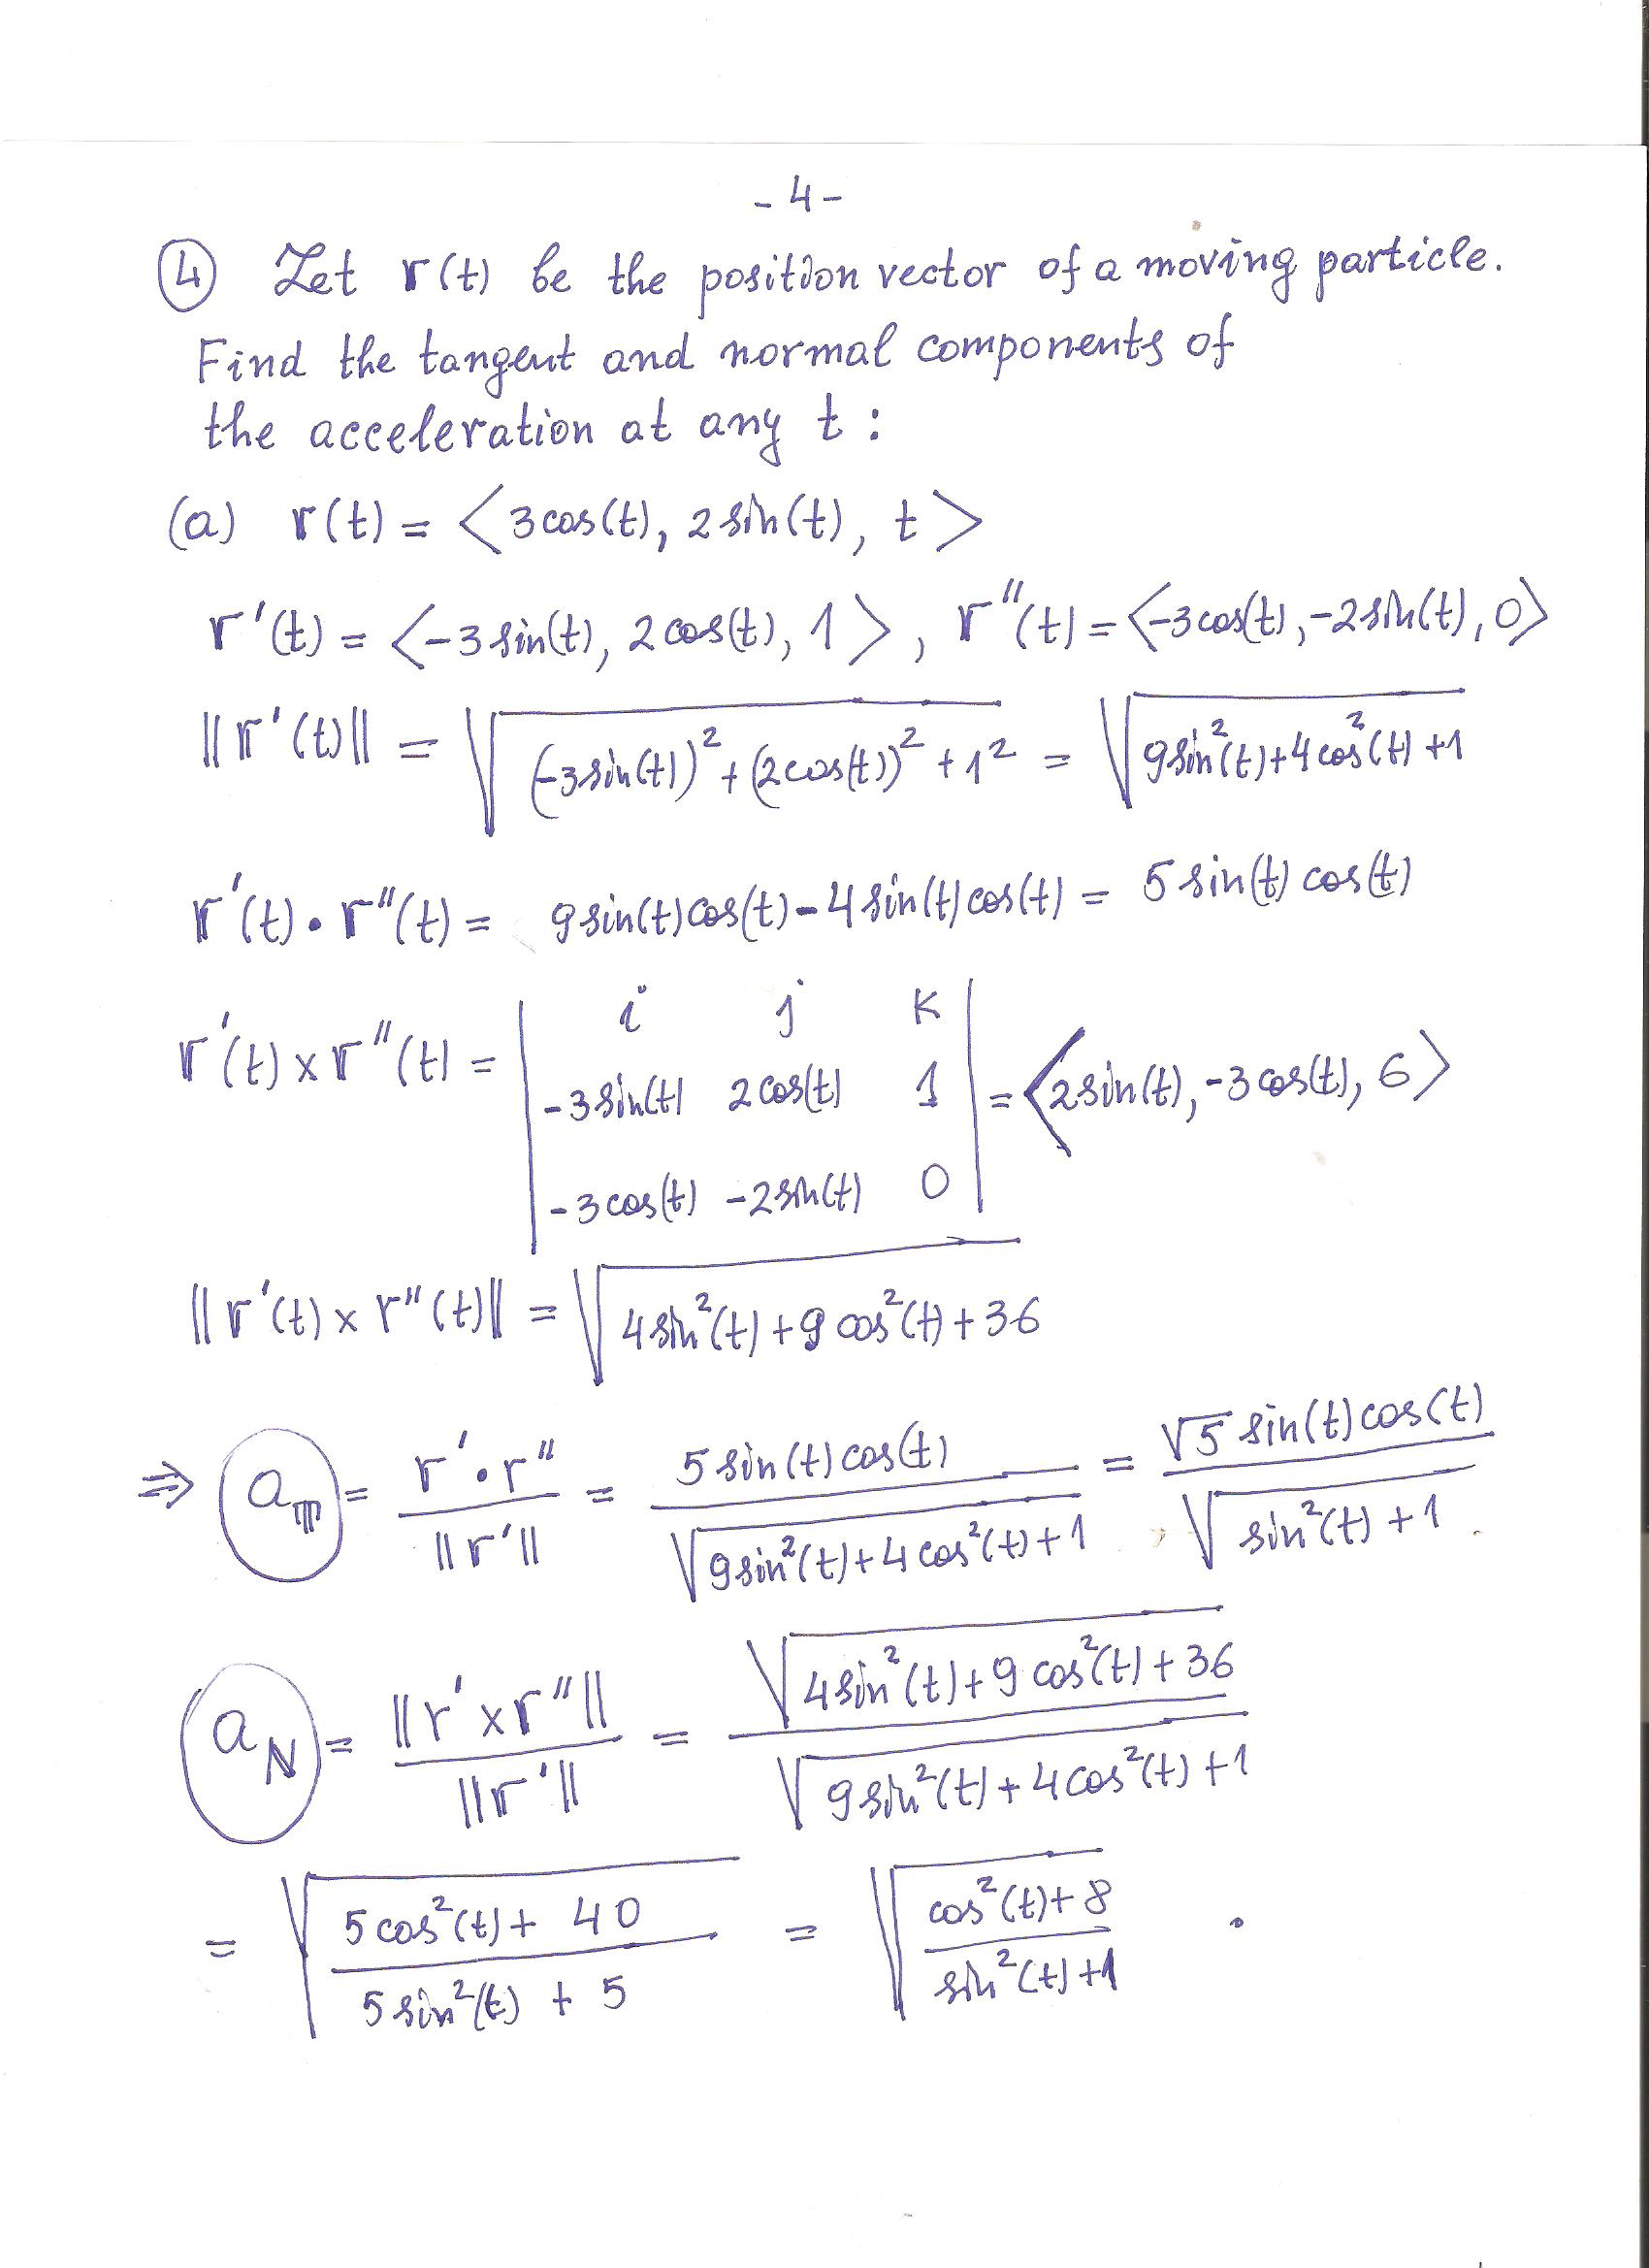 - 4 -
④ Let r(t) be the position vector of a moving particle.
Find the tangent and normal components of
the acceleration at any t:
(a) r(t) = <3cos(t), 2sin(t), t>
r'(t) = <-3sin(t), 2cos(t), 1>, r''(t) = <-3cos(t), -2sin(t), 0>
||r'(t)|| = √((-3sin(t))²+(2cos(t))²+1²) = √(9sin²(t)+4cos²(t)+1)
r'(t)•r''(t) = 9sin(t)cos(t)-4sin(t)cos(t) = 5sin(t)cos(t)
i j k
r'(t)×r''(t) = | -3sin(t) 2cos(t) 1 | = <2sin(t), -3cos(t), 6>
-3cos(t) -2sin(t) 0
||r'(t)×r''(t)|| = √(4sin²(t)+9cos²(t)+36)
⇒ a_T = r'•r''/||r'|| = 5sin(t)cos(t)/√(9sin²(t)+4cos²(t)+1) = √5 sin(t)cos(t)/√(sin²(t)+1).
a_N = ||r'×r''||/||r'|| = √(4sin²(t)+9cos²(t)+36)/√(9sin²(t)+4cos²(t)+1)
= √((5cos²(t)+40)/(5sin²(t)+5)) = √((cos²(t)+8)/(sin²(t)+1)).